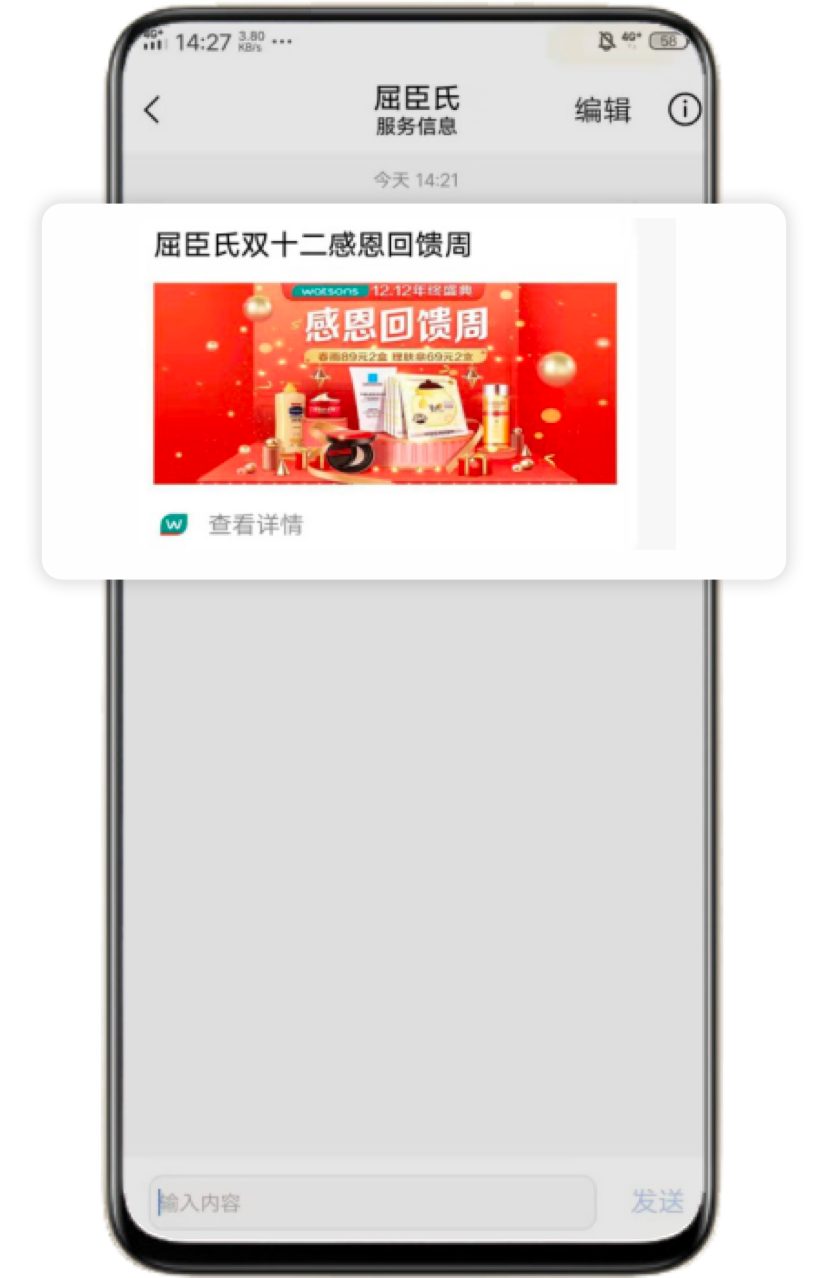 4G+ 14:27 3.80 KB/s ··· 4G+ 58
屈臣氏
服务信息
编辑
今天 14:21
屈臣氏双十二感恩回馈周
watsons 12.12年终盛典
感恩回馈周
春雨89元2盒 理肤泉69元2支
W 查看详情
输入内容
发送